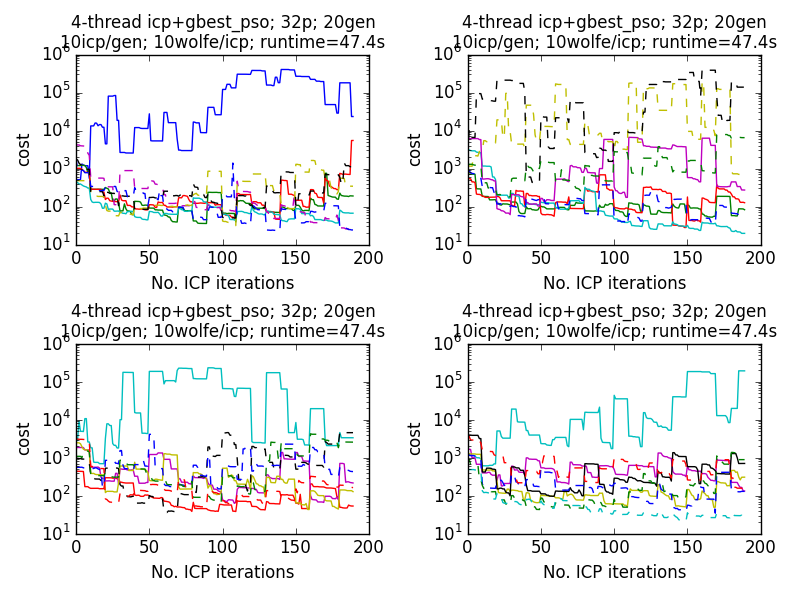 4-thread icp+gbest_pso; 32p; 20gen
10icp/gen; 10wolfe/icp; runtime=47.4s
10^6
10^5
10^4
10^3
10^2
10^1
cost
0 50 100 150 200
No. ICP iterations
4-thread icp+gbest_pso; 32p; 20gen
10icp/gen; 10wolfe/icp; runtime=47.4s
10^6
10^5
10^4
10^3
10^2
10^1
cost
0 50 100 150 200
No. ICP iterations
4-thread icp+gbest_pso; 32p; 20gen
10icp/gen; 10wolfe/icp; runtime=47.4s
10^6
10^5
10^4
10^3
10^2
10^1
cost
0 50 100 150 200
No. ICP iterations
4-thread icp+gbest_pso; 32p; 20gen
10icp/gen; 10wolfe/icp; runtime=47.4s
10^6
10^5
10^4
10^3
10^2
10^1
cost
0 50 100 150 200
No. ICP iterations